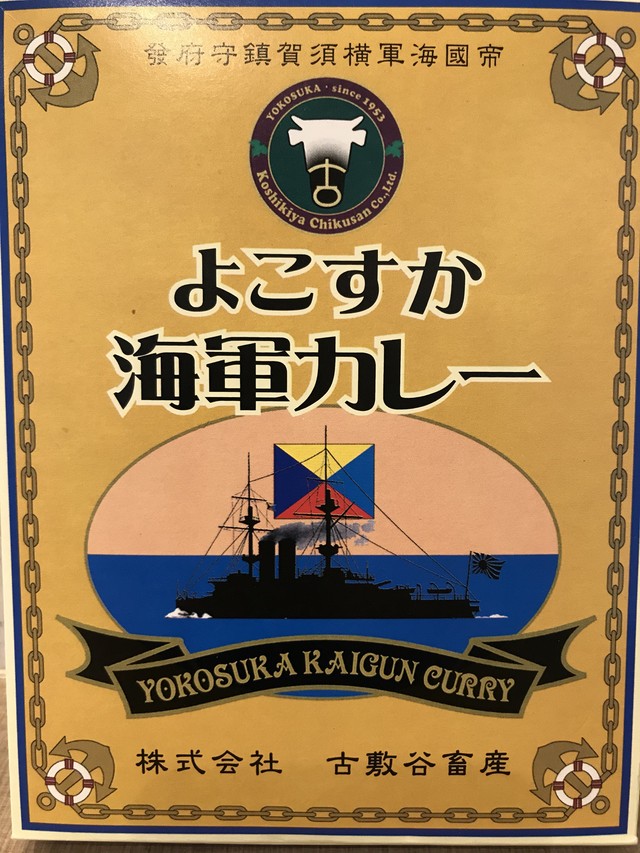 發府守鎮賀須横軍海國帝
YOKOSUKA · since 1953
Koshikiya Chikusan Co., Ltd.
よこすか
海軍カレー
YOKOSUKA KAIGUN CURRY
株式会社 古敷谷畜産